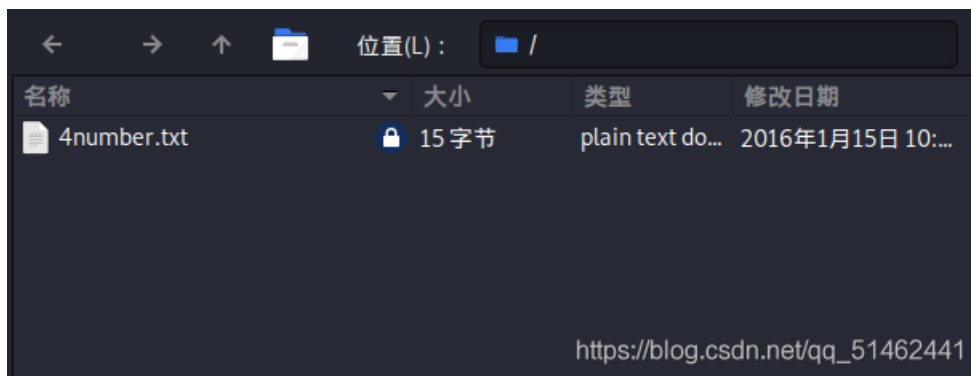 位置(L)： /
名称 大小 类型 修改日期
4number.txt 15 字节 plain text do... 2016年1月15日 10:...
https://blog.csdn.net/qq_51462441